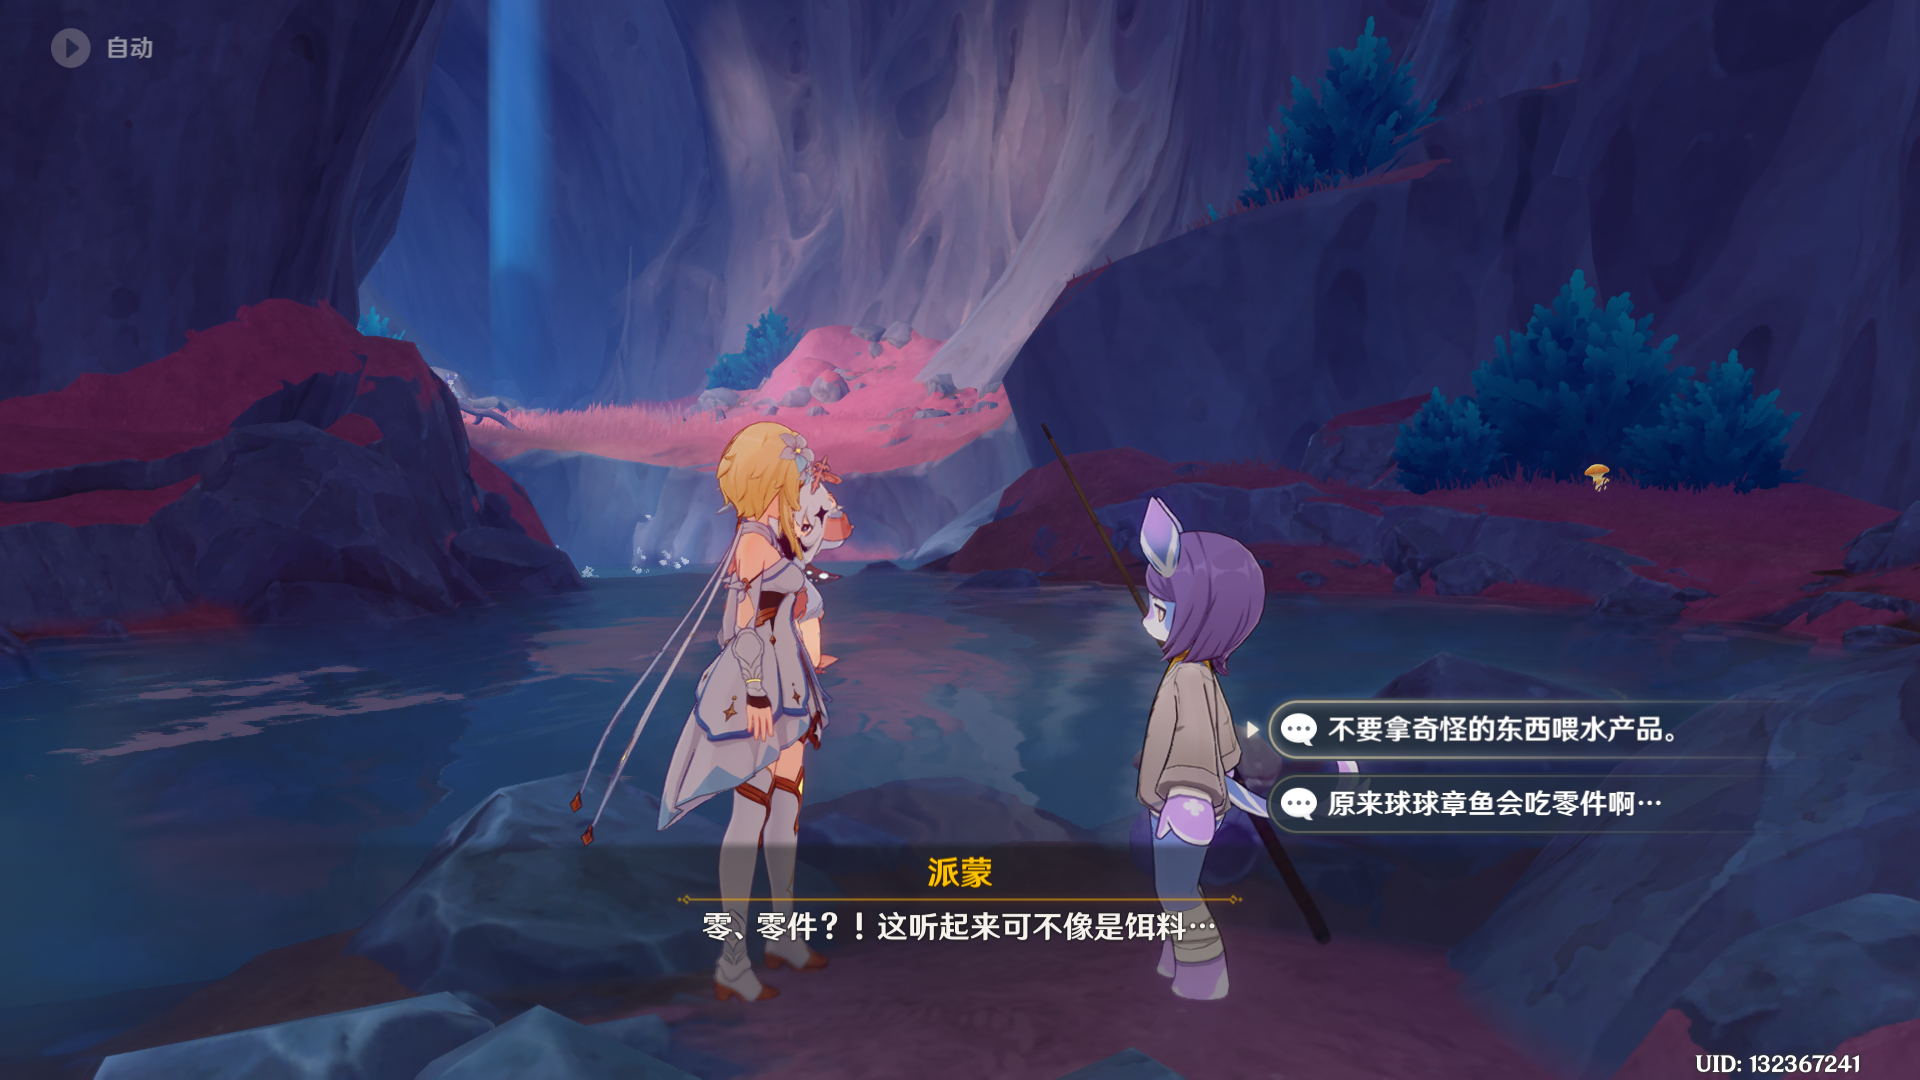 自动
不要拿奇怪的东西喂水产品。
原来球球章鱼会吃零件啊…
派蒙
零、零件？！这听起来可不像是饵料…
UID: 132367241